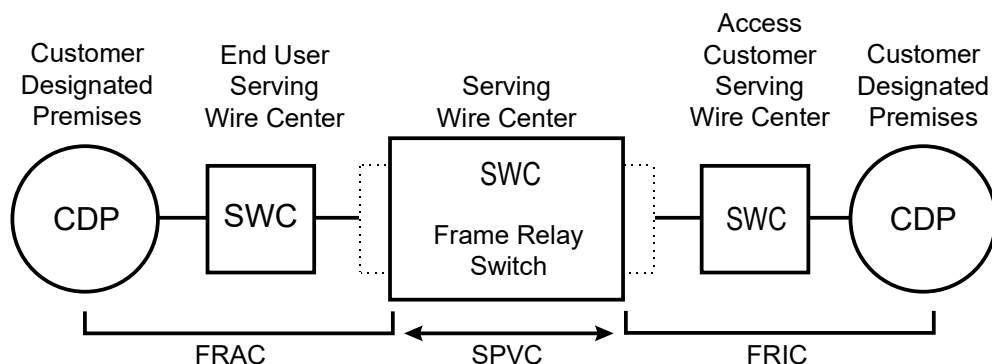 Customer
Designated
Premises
End User
Serving
Wire Center
Serving
Wire Center
Access
Customer
Serving
Wire Center
Customer
Designated
Premises
CDP
SWC
SWC
Frame Relay
Switch
SWC
CDP
FRAC
SPVC
FRIC